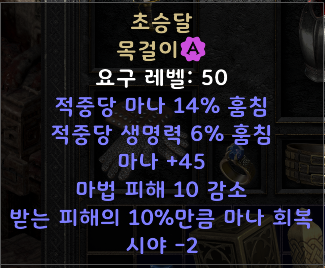 초승달
목걸이 A
요구 레벨: 50
적중당 마나 14% 훔침
적중당 생명력 6% 훔침
마나 +45
마법 피해 10 감소
받는 피해의 10%만큼 마나 회복
시야 -2